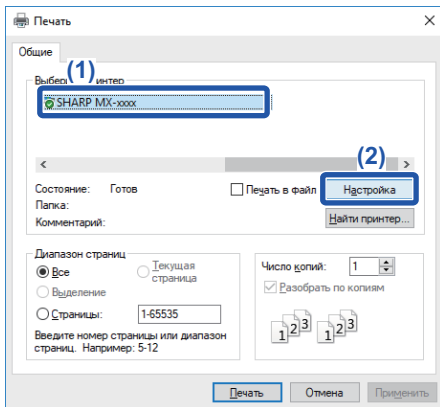 Печать
Общие
(1)
SHARP MX-xxxx
(2)
Состояние: Готов
Печать в файл
Настройка
Папка:
Комментарий:
Найти принтер...
Диапазон страниц
Все
Текущая
страница
Выделение
Страницы: 1-65535
Введите номер страницы или диапазон
страниц. Например: 5-12
Число копий: 1
Разобрать по копиям
1 2 3 1 2 3
Печать Отмена Применить